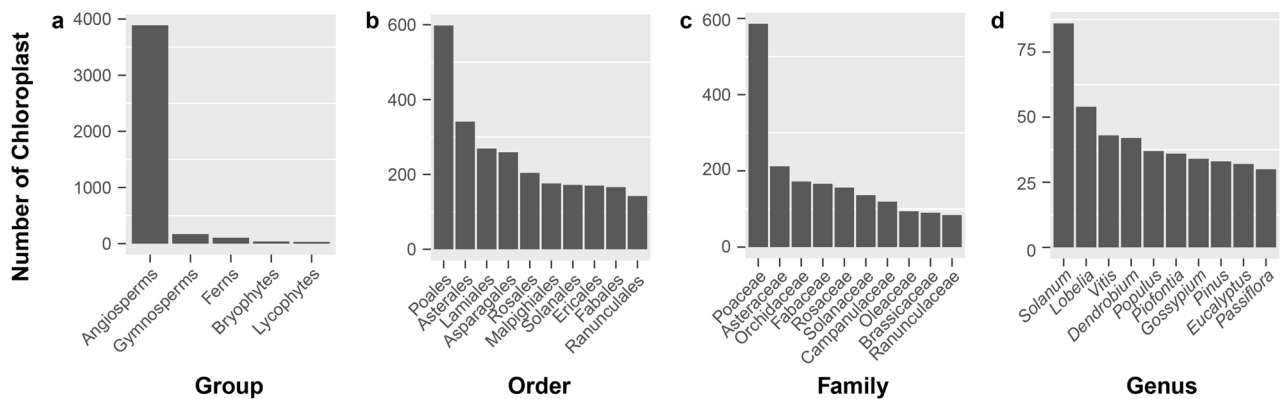 Number of Chloroplast
a
4000
3000
2000
1000
0
Angiosperms
Gymnosperms
Ferns
Bryophytes
Lycophytes
Group
b
600
400
200
0
Poales
Asterales
Lamiales
Asparagales
Rosales
Malpighiales
Solanales
Ericales
Fabales
Ranunculales
Order
c
600
400
200
0
Poaceae
Asteraceae
Orchidaceae
Fabaceae
Rosaceae
Solanaceae
Campanulaceae
Oleaceae
Brassicaceae
Ranunculaceae
Family
d
75
50
25
0
Solanum
Lobelia
Vitis
Dendrobium
Populus
Piofontia
Gossypium
Pinus
Eucalyptus
Passiflora
Genus